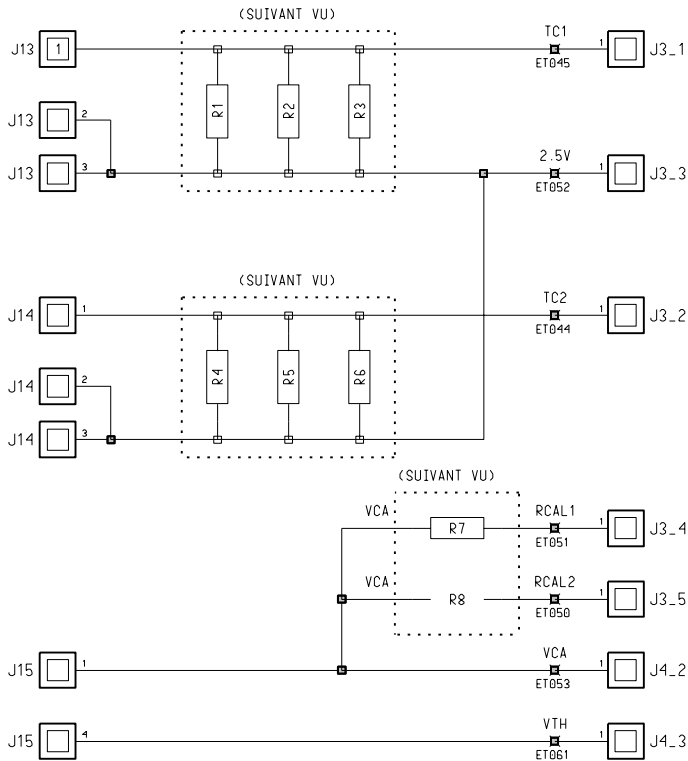 (SUIVANT VU)
J13 1 TC1 ET045 1 J3_1
R1 R2 R3
J13 2
J13 3 2.5V ET052 1 J3_3
(SUIVANT VU)
J14 1 TC2 ET044 1 J3_2
R4 R5 R6
J14 2
J14 3
(SUIVANT VU)
VCA R7 RCAL1 ET051 1 J3_4
VCA R8 RCAL2 ET050 1 J3_5
J15 1 VCA ET053 1 J4_2
J15 4 VTH ET061 1 J4_3